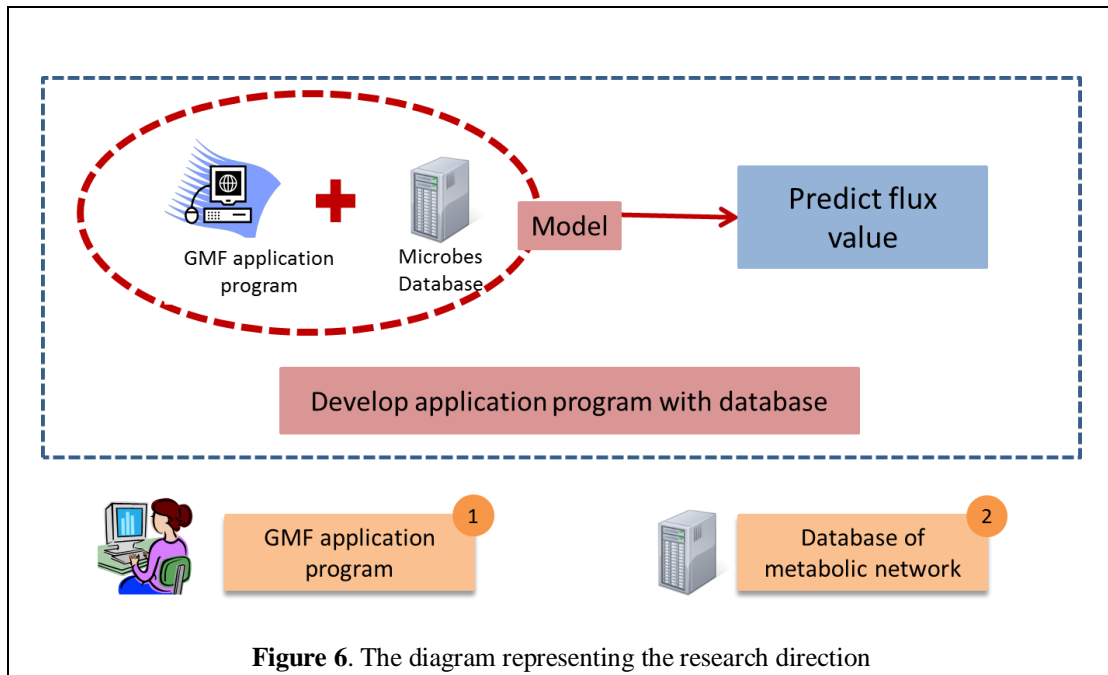 GMF application
program
Microbes
Database
Model
Predict flux
value
Develop application program with database
GMF application
program
1
Database of
metabolic network
2
Figure 6. The diagram representing the research direction